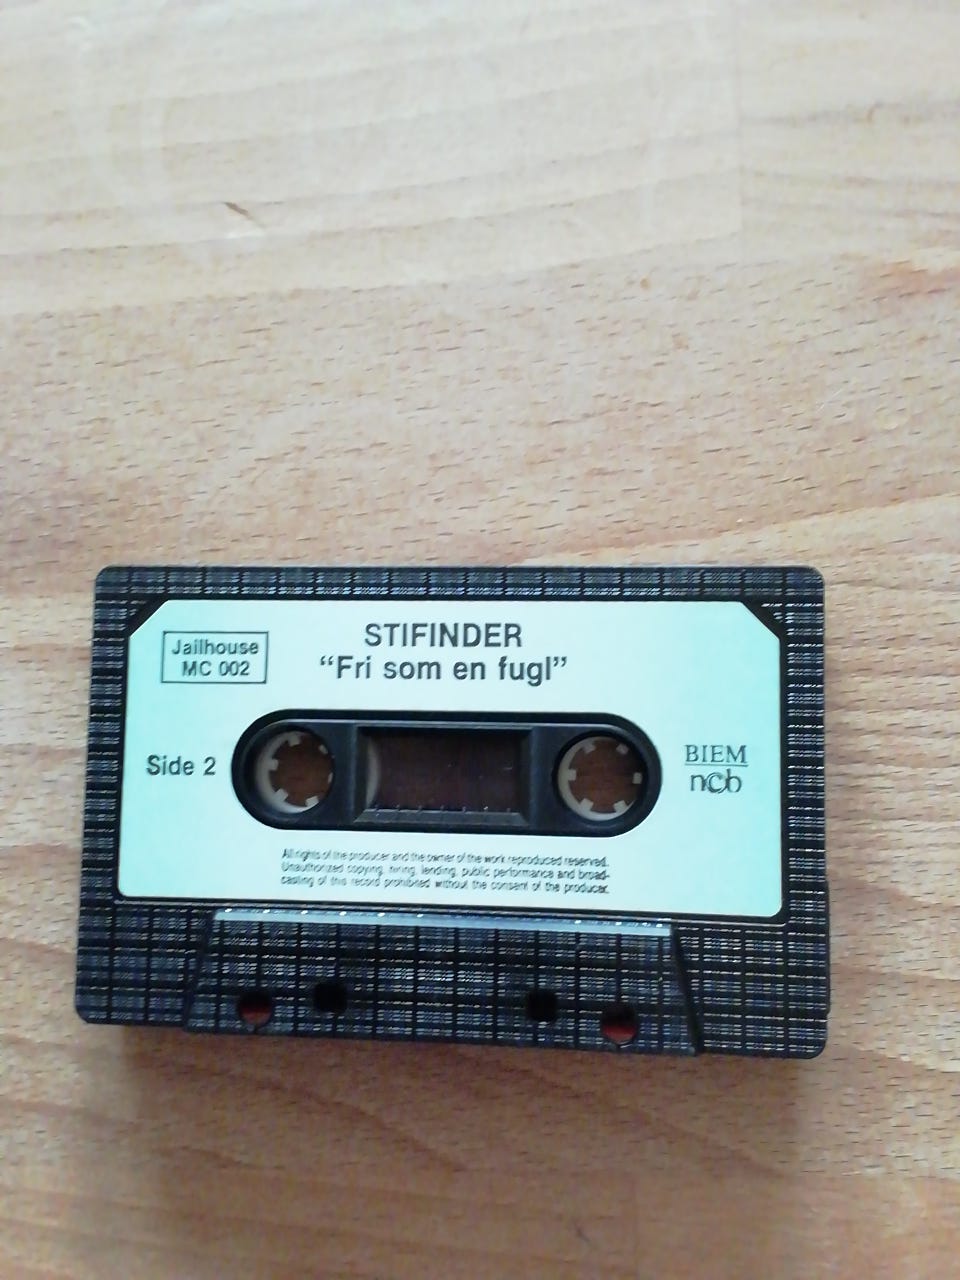 Jailhouse
MC 002
STIFINDER
“Fri som en fugl”
Side 2
BIEM
ncb
All rights of the producer and the owner of the work reproduced reserved.
Unauthorized copying, hiring, lending, public performance and broad-
casting of this record prohibited without the consent of the producer.